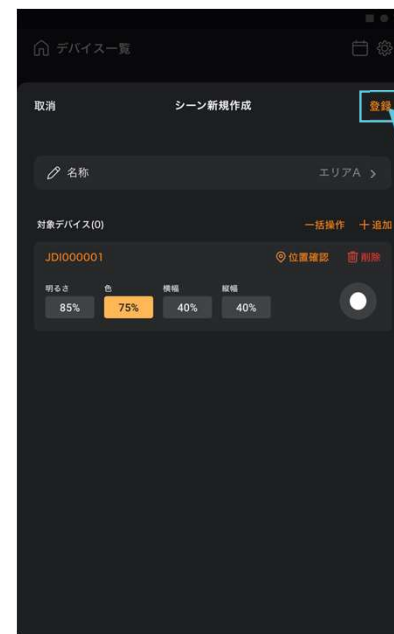 デバイス一覧
取消 シーン新規作成 登録
名称 エリアA >
対象デバイス(0) 一括操作 +追加
JDI000001 位置確認 削除
明るさ 色 横幅 縦幅
85% 75% 40% 40%